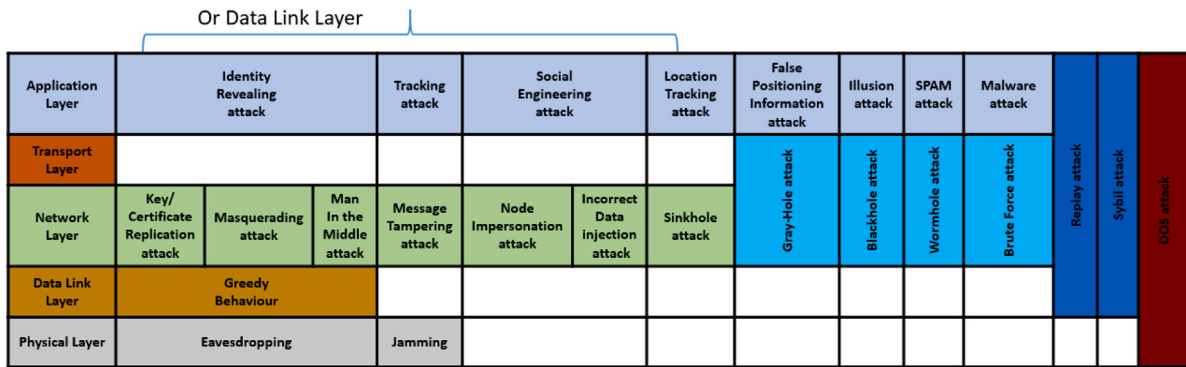 Or Data Link Layer
Application
Layer
Identity
Revealing
attack
Tracking
attack
Social
Engineering
attack
Location
Tracking
attack
False
Positioning
Information
attack
Illusion
attack
SPAM
attack
Malware
attack
Replay attack
Sybil attack
DOS attack
Transport
Layer
Gray-Hole attack
Blackhole attack
Wormhole attack
Brute Force attack
Network
Layer
Key/
Certificate
Replication
attack
Masquerading
attack
Man
In the
Middle
attack
Message
Tampering
attack
Node
Impersonation
attack
Incorrect
Data
injection
attack
Sinkhole
attack
Data Link
Layer
Greedy
Behaviour
Physical Layer
Eavesdropping
Jamming